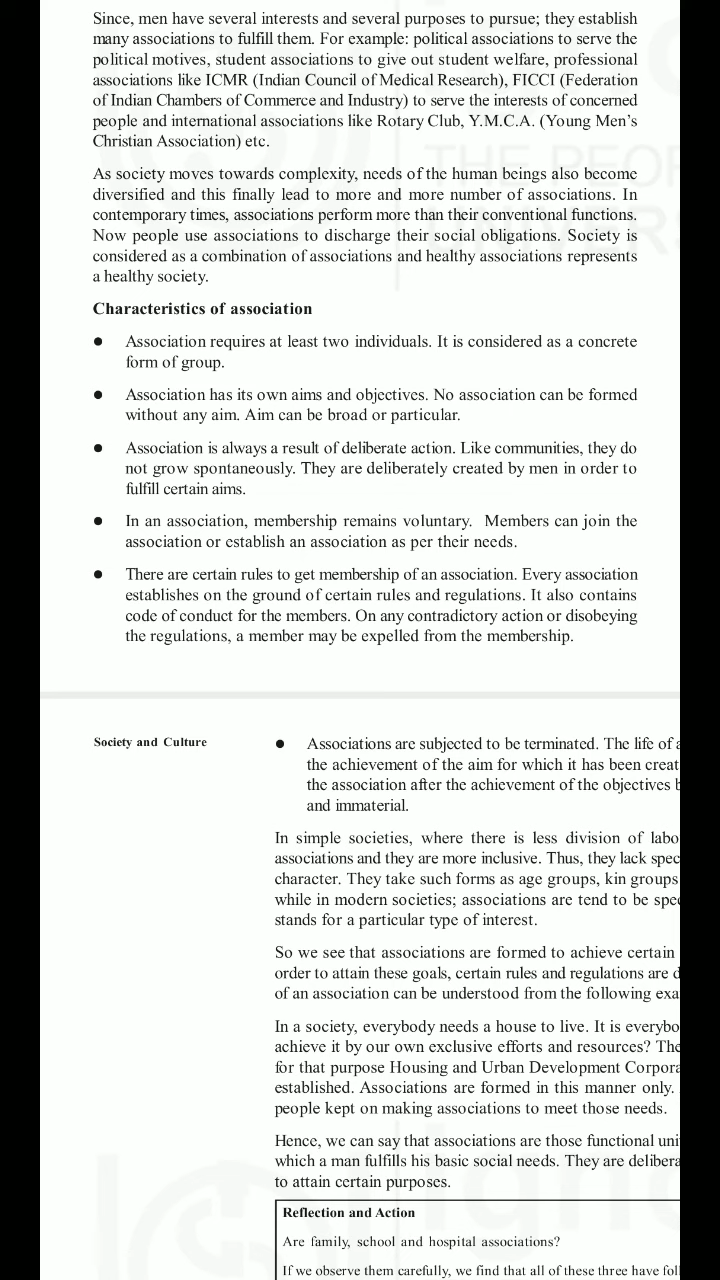 Since, men have several interests and several purposes to pursue; they establish
many associations to fulfill them. For example: political associations to serve the
political motives, student associations to give out student welfare, professional
associations like ICMR (Indian Council of Medical Research), FICCI (Federation
of Indian Chambers of Commerce and Industry) to serve the interests of concerned
people and international associations like Rotary Club, Y.M.C.A. (Young Men's
Christian Association) etc.
As society moves towards complexity, needs of the human beings also become
diversified and this finally lead to more and more number of associations. In
contemporary times, associations perform more than their conventional functions.
Now people use associations to discharge their social obligations. Society is
considered as a combination of associations and healthy associations represents
a healthy society.
Characteristics of association
● Association requires at least two individuals. It is considered as a concrete
form of group.
● Association has its own aims and objectives. No association can be formed
without any aim. Aim can be broad or particular.
● Association is always a result of deliberate action. Like communities, they do
not grow spontaneously. They are deliberately created by men in order to
fulfill certain aims.
● In an association, membership remains voluntary. Members can join the
association or establish an association as per their needs.
● There are certain rules to get membership of an association. Every association
establishes on the ground of certain rules and regulations. It also contains
code of conduct for the members. On any contradictory action or disobeying
the regulations, a member may be expelled from the membership.
Society and Culture
● Associations are subjected to be terminated. The life of
the achievement of the aim for which it has been creat
the association after the achievement of the objectives
and immaterial.
In simple societies, where there is less division of labo
associations and they are more inclusive. Thus, they lack spec
character. They take such forms as age groups, kin groups
while in modern societies; associations are tend to be spe
stands for a particular type of interest.
So we see that associations are formed to achieve certain
order to attain these goals, certain rules and regulations are
of an association can be understood from the following exa
In a society, everybody needs a house to live. It is everybo
achieve it by our own exclusive efforts and resources? The
for that purpose Housing and Urban Development Corpora
established. Associations are formed in this manner only.
people kept on making associations to meet those needs.
Hence, we can say that associations are those functional uni
which a man fulfills his basic social needs. They are delibera
to attain certain purposes.
Reflection and Action
Are family, school and hospital associations?
If we observe them carefully, we find that all of these three have fol